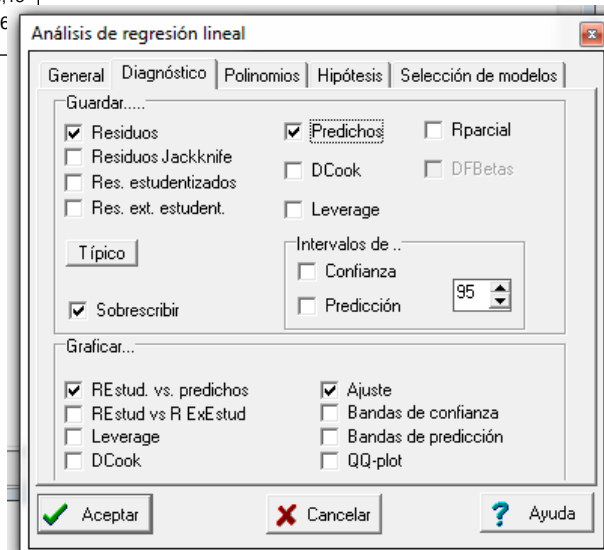 Análisis de regresión lineal
General Diagnóstico Polinomios Hipótesis Selección de modelos
Guardar.....
Residuos Predichos Rparcial
Residuos Jackknife
DCook DFBetas
Res. estudentizados
Res. ext. estudent. Leverage
Típico
Intervalos de ..
Confianza
95
Sobrescribir Predicción
Graficar...
REstud. vs. predichos Ajuste
REstud vs R ExEstud Bandas de confianza
Leverage Bandas de predicción
DCook QQ-plot
Aceptar Cancelar Ayuda